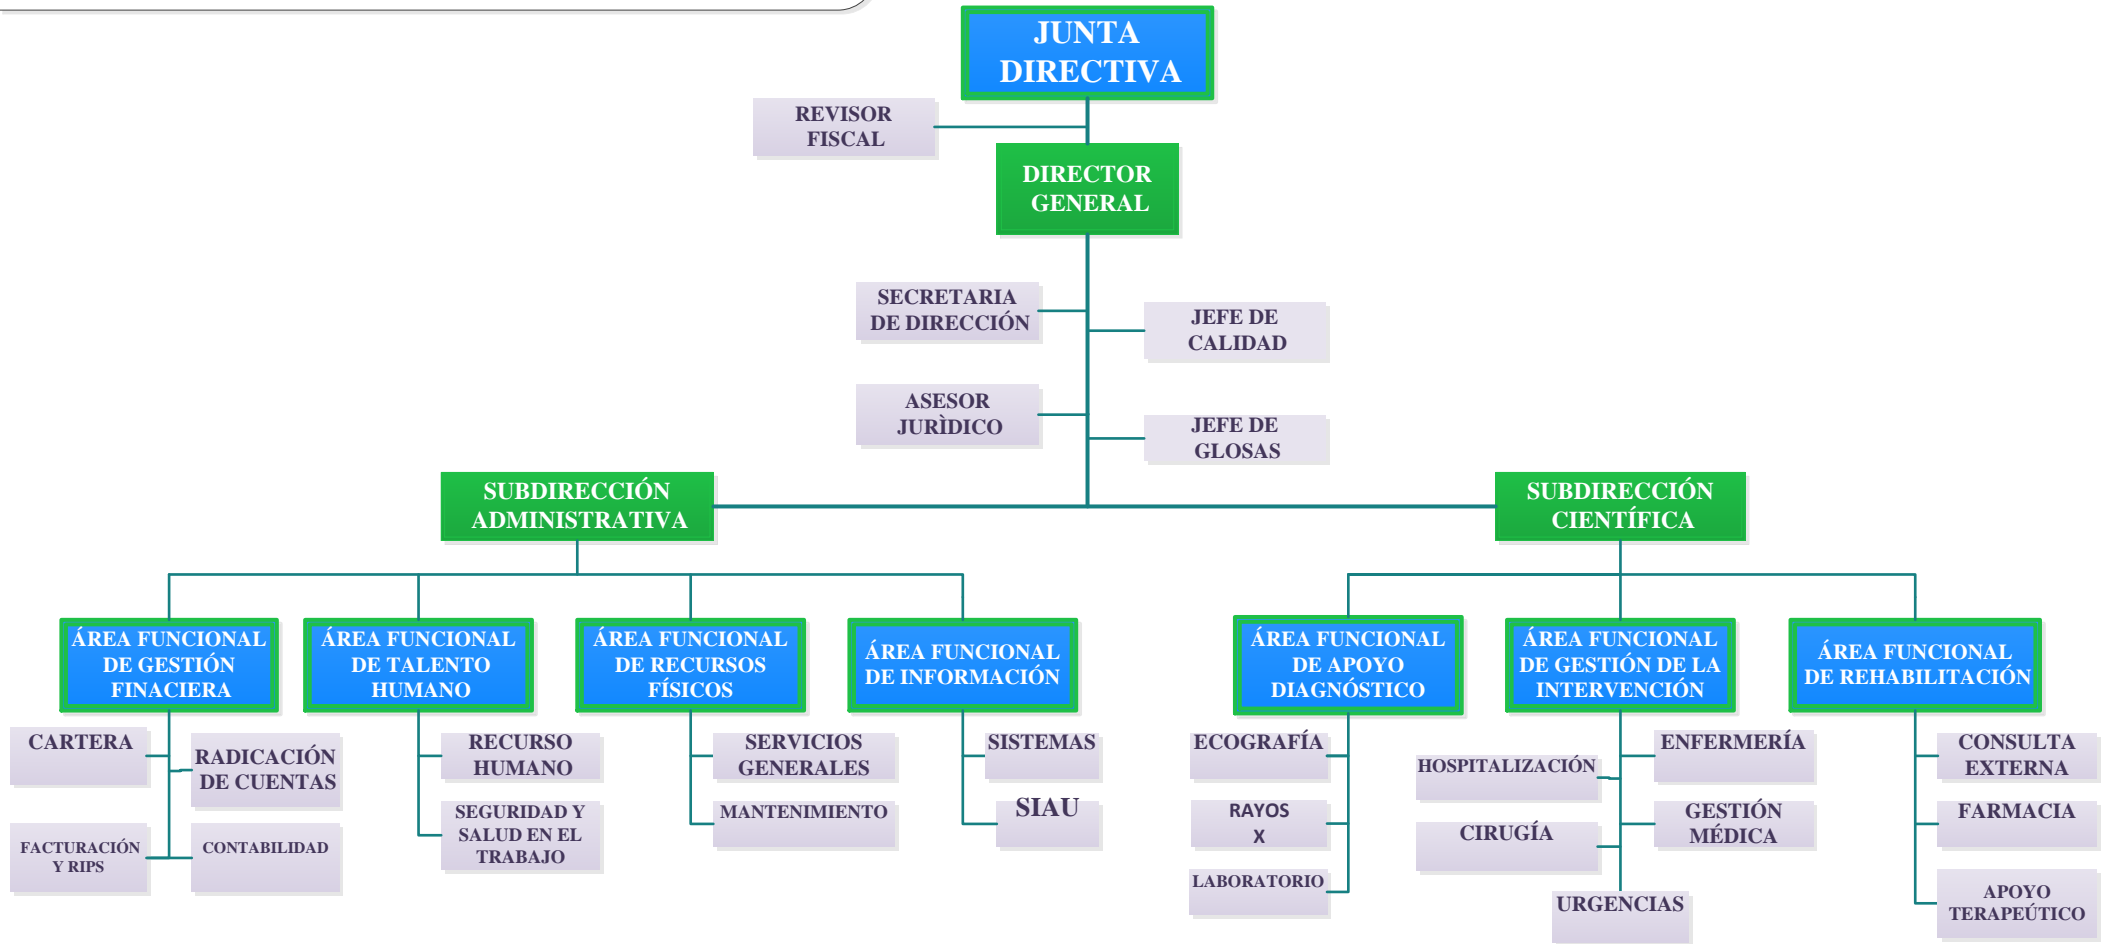 JUNTA
DIRECTIVA
REVISOR
FISCAL
DIRECTOR
GENERAL
SECRETARIA
DE DIRECCIÓN
JEFE DE
CALIDAD
ASESOR
JURÌDICO
JEFE DE
GLOSAS
SUBDIRECCIÓN
ADMINISTRATIVA
SUBDIRECCIÓN
CIENTÍFICA
ÁREA FUNCIONAL
DE GESTIÓN
FINACIERA
ÁREA FUNCIONAL
DE TALENTO
HUMANO
ÁREA FUNCIONAL
DE RECURSOS
FÍSICOS
ÁREA FUNCIONAL
DE INFORMACIÓN
ÁREA FUNCIONAL
DE APOYO
DIAGNÓSTICO
ÁREA FUNCIONAL
DE GESTIÓN DE LA
INTERVENCIÓN
ÁREA FUNCIONAL
DE REHABILITACIÓN
CARTERA
RADICACIÓN
DE CUENTAS
FACTURACIÓN
Y RIPS
CONTABILIDAD
RECURSO
HUMANO
SEGURIDAD Y
SALUD EN EL
TRABAJO
SERVICIOS
GENERALES
MANTENIMIENTO
SISTEMAS
SIAU
ECOGRAFÍA
RAYOS
X
LABORATORIO
HOSPITALIZACIÓN
ENFERMERÍA
CIRUGÍA
GESTIÓN
MÉDICA
URGENCIAS
CONSULTA
EXTERNA
FARMACIA
APOYO
TERAPEÚTICO